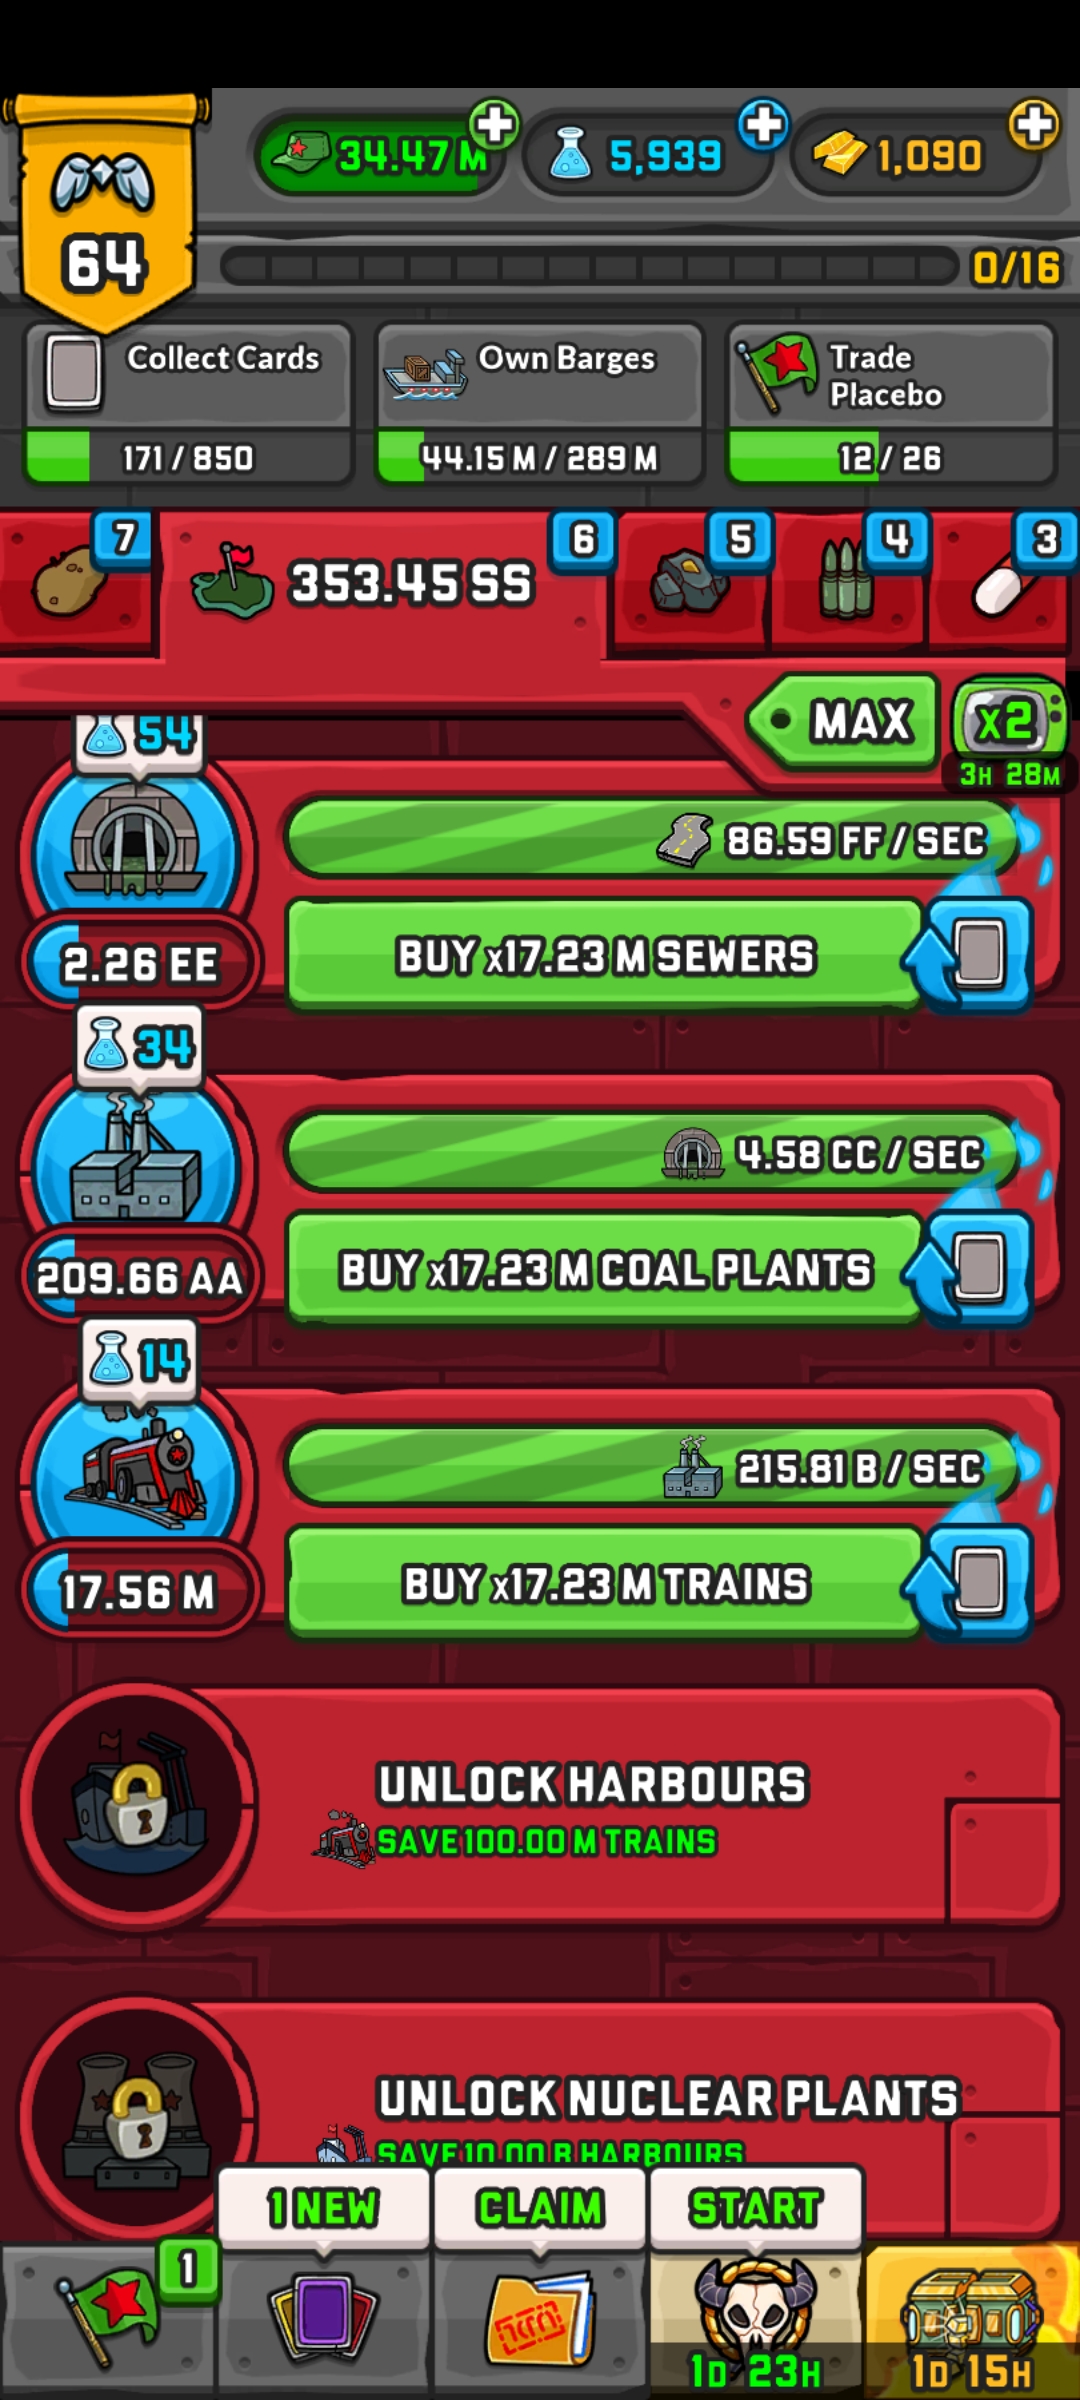 64
34.47 M
5,939
1,090
0/16
Collect Cards
171 / 850
Own Barges
44.15 M / 289 M
Trade
Placebo
12 / 26
7
353.45 SS
6
5
4
3
MAX
X2
3H 28M
54
86.59 FF / SEC
2.26 EE
BUY x17.23 M SEWERS
34
4.58 CC / SEC
209.66 AA
BUY x17.23 M COAL PLANTS
14
215.81 B / SEC
17.56 M
BUY x17.23 M TRAINS
UNLOCK HARBOURS
SAVE 100.00 M TRAINS
UNLOCK NUCLEAR PLANTS
SAVE 10.00 B HARBOURS
1 NEW
CLAIM
START
1
1D 23H
1D 15H